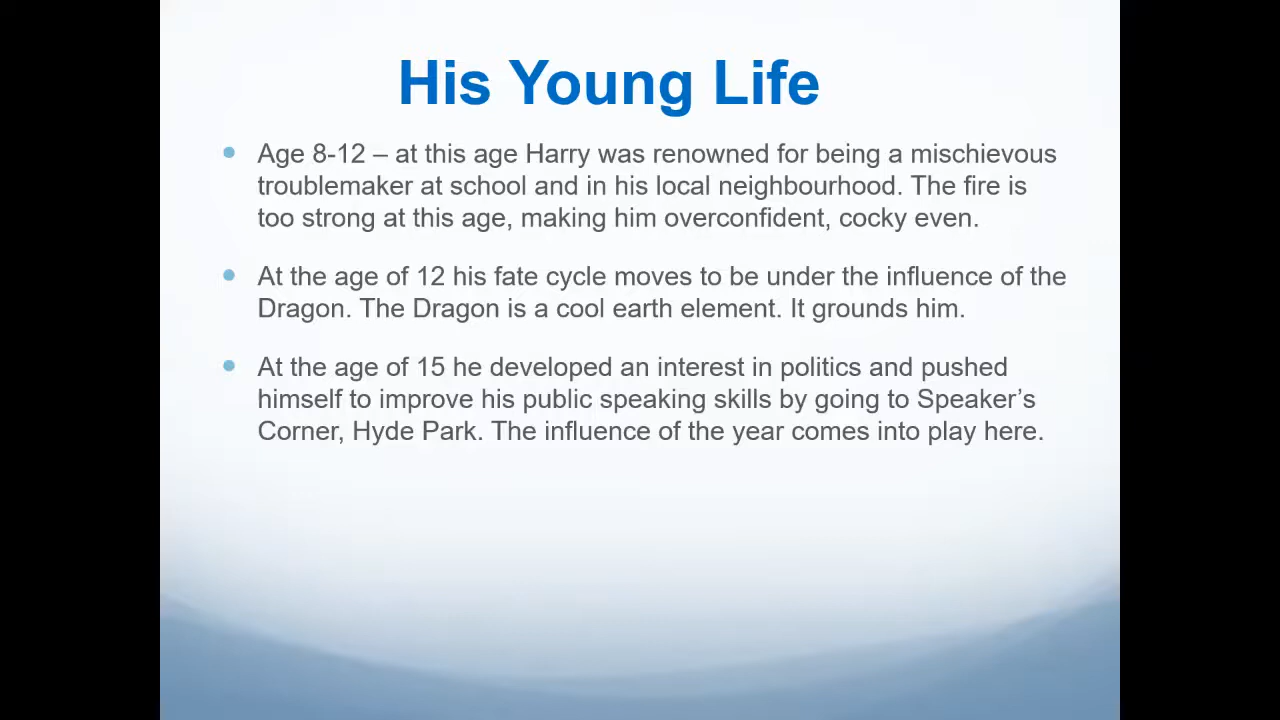 His Young Life
Age 8-12 – at this age Harry was renowned for being a mischievous
troublemaker at school and in his local neighbourhood. The fire is
too strong at this age, making him overconfident, cocky even.
At the age of 12 his fate cycle moves to be under the influence of the
Dragon. The Dragon is a cool earth element. It grounds him.
At the age of 15 he developed an interest in politics and pushed
himself to improve his public speaking skills by going to Speaker’s
Corner, Hyde Park. The influence of the year comes into play here.